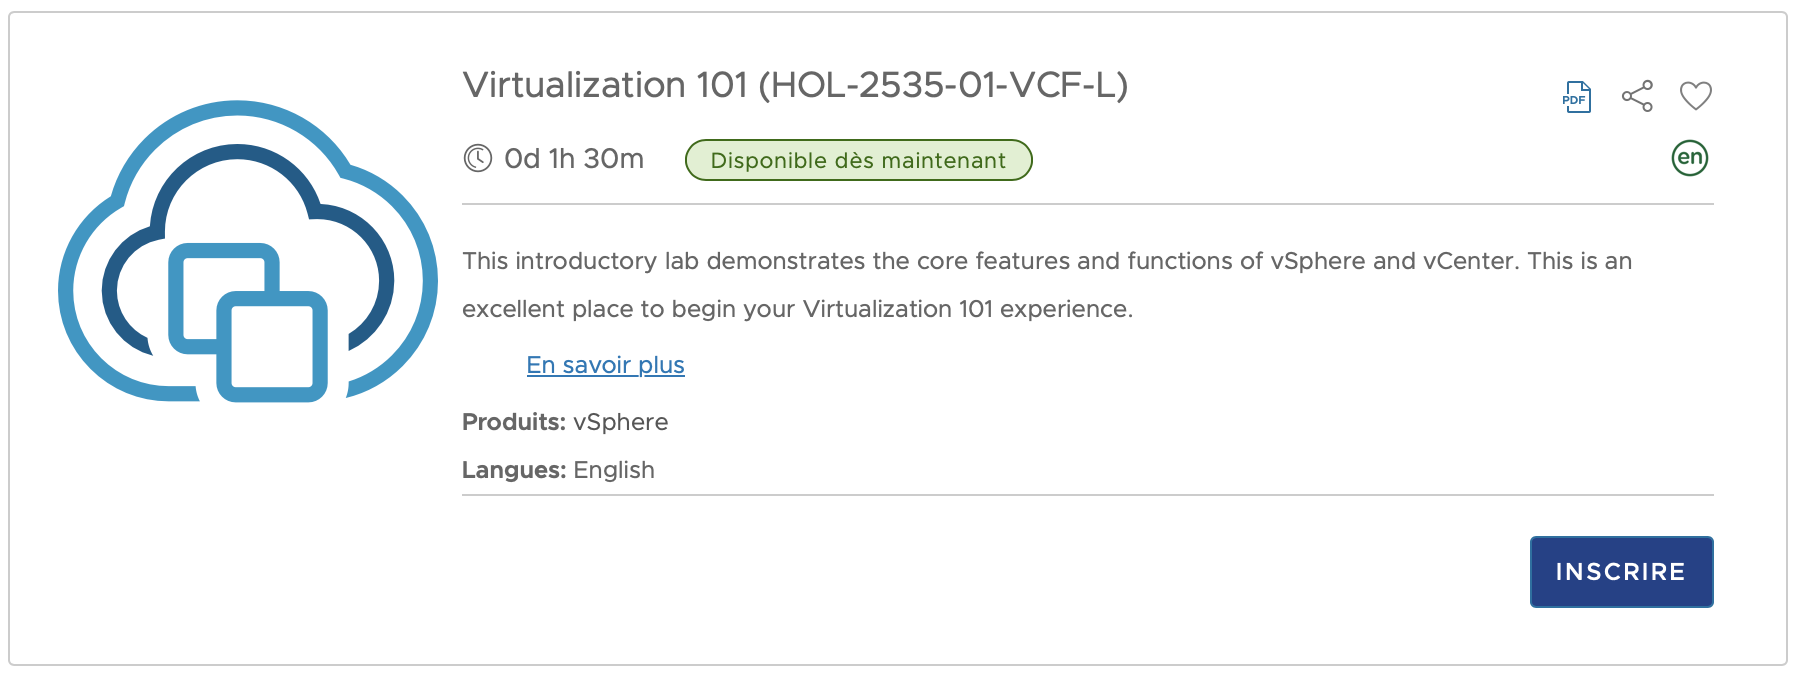 Virtualization 101 (HOL-2535-01-VCF-L)
PDF
0d 1h 30m
Disponible dès maintenant
en
This introductory lab demonstrates the core features and functions of vSphere and vCenter. This is an
excellent place to begin your Virtualization 101 experience.
En savoir plus
Produits: vSphere
Langues: English
INSCRIRE